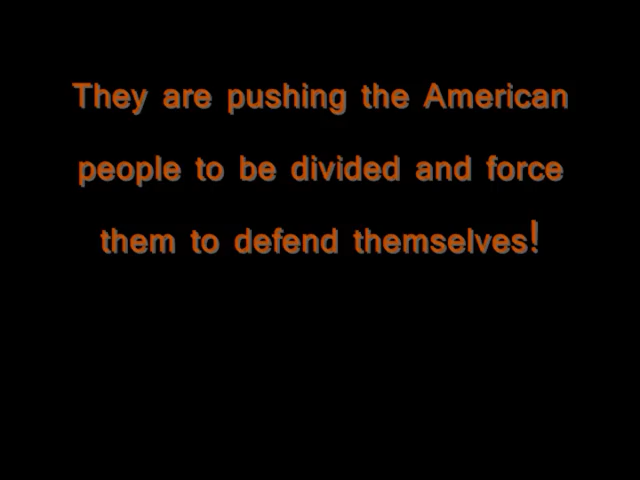 They are pushing the American
people to be divided and force
them to defend themselves!